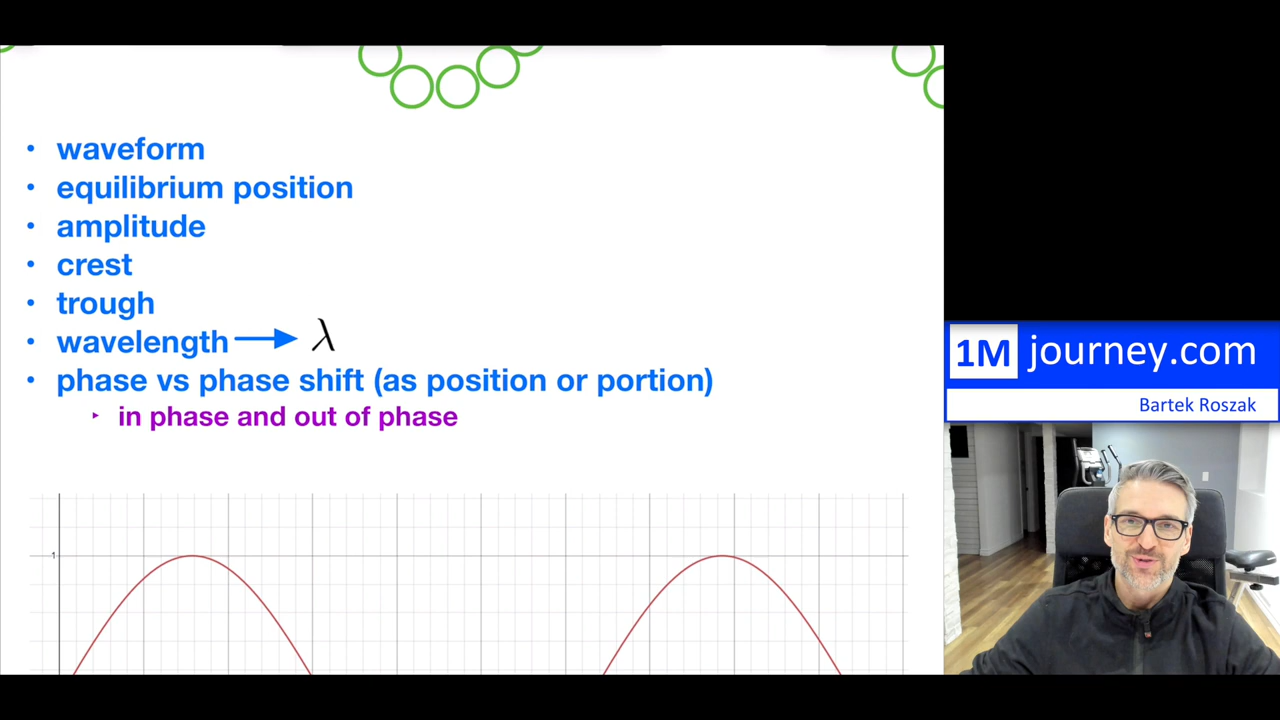 • waveform
• equilibrium position
• amplitude
• crest
• trough
• wavelength → λ
• phase vs phase shift (as position or portion)
‣ in phase and out of phase
1
1M journey.com
Bartek Roszak